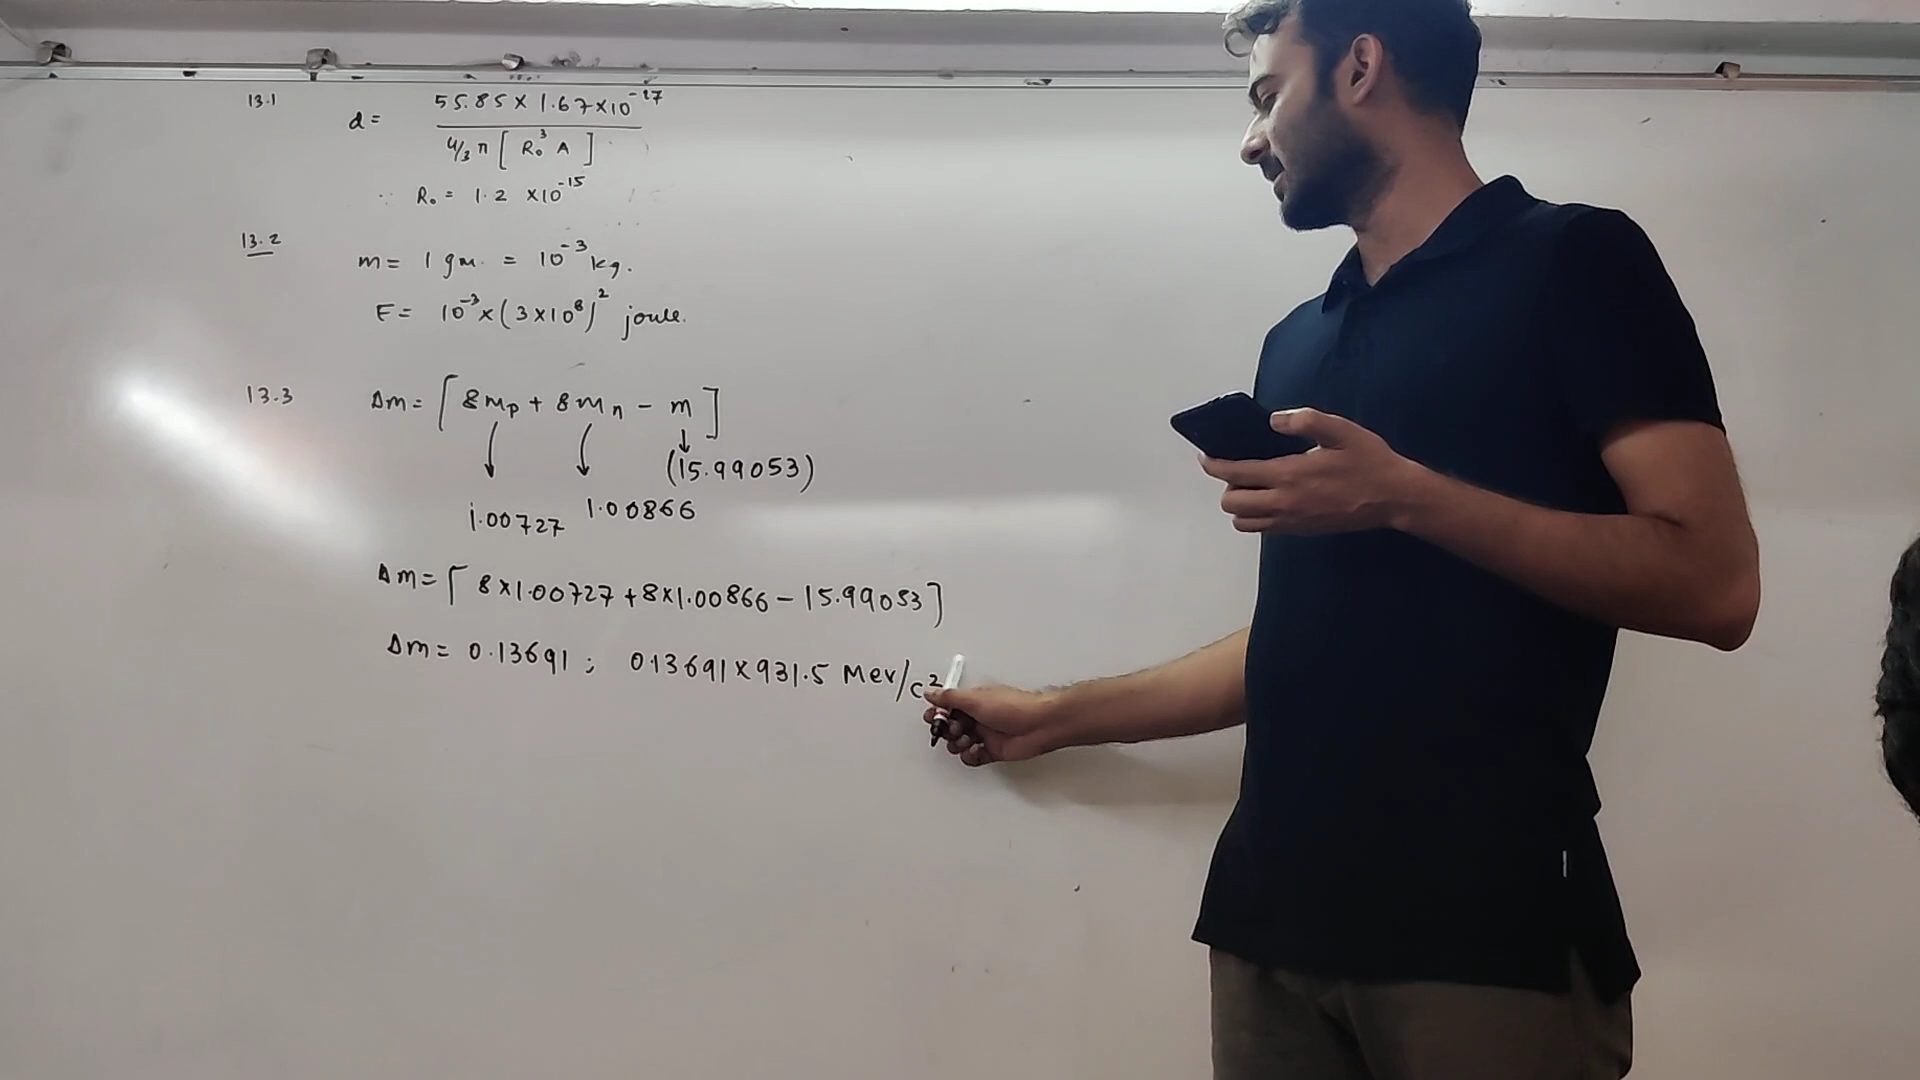 13.1
d = 55.85 × 1.67×10⁻²⁷
4/3 π [ R₀³ A ]
∵ R₀ = 1.2 ×10⁻¹⁵
13.2
m = 1 gm. = 10⁻³ kg.
E = 10⁻³×(3×10⁸)² joule.
13.3 Δm = [ 8mp + 8mn − m ]
(15.99053)
1.00727 1.00866
Δm = [ 8×1.00727 + 8×1.00866 − 15.99053 ]
Δm = 0.13691 ; 0.13691 × 931.5 Mev/c²